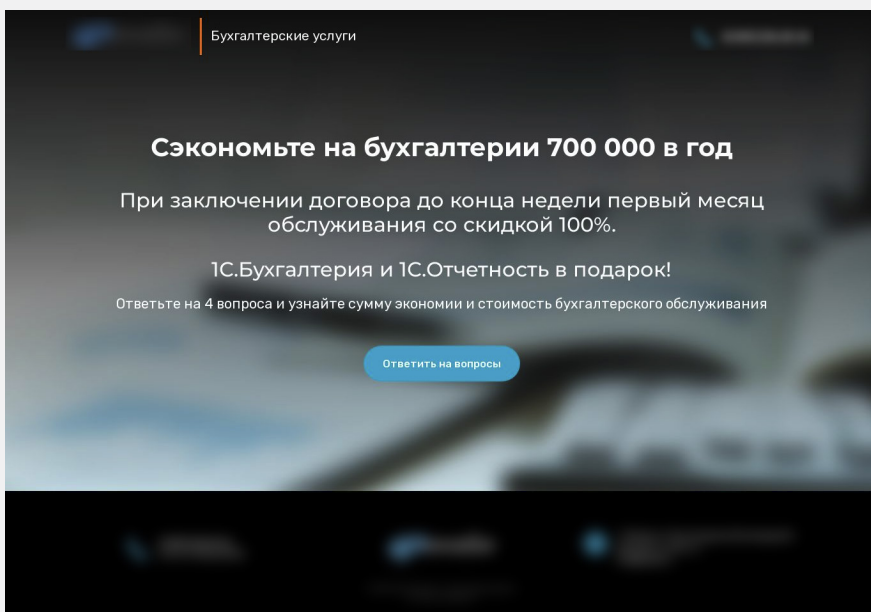 Бухгалтерские услуги
Сэкономьте на бухгалтерии 700 000 в год
При заключении договора до конца недели первый месяц
обслуживания со скидкой 100%.
1С.Бухгалтерия и 1С.Отчетность в подарок!
Ответьте на 4 вопроса и узнайте сумму экономии и стоимость бухгалтерского обслуживания
Ответить на вопросы